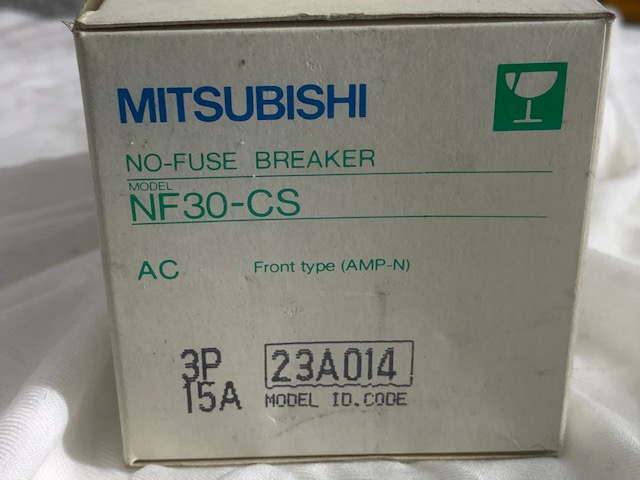 MITSUBISHI
NO-FUSE BREAKER
MODEL
NF30-CS
AC Front type (AMP-N)
3P 23A014
15A MODEL ID.CODE